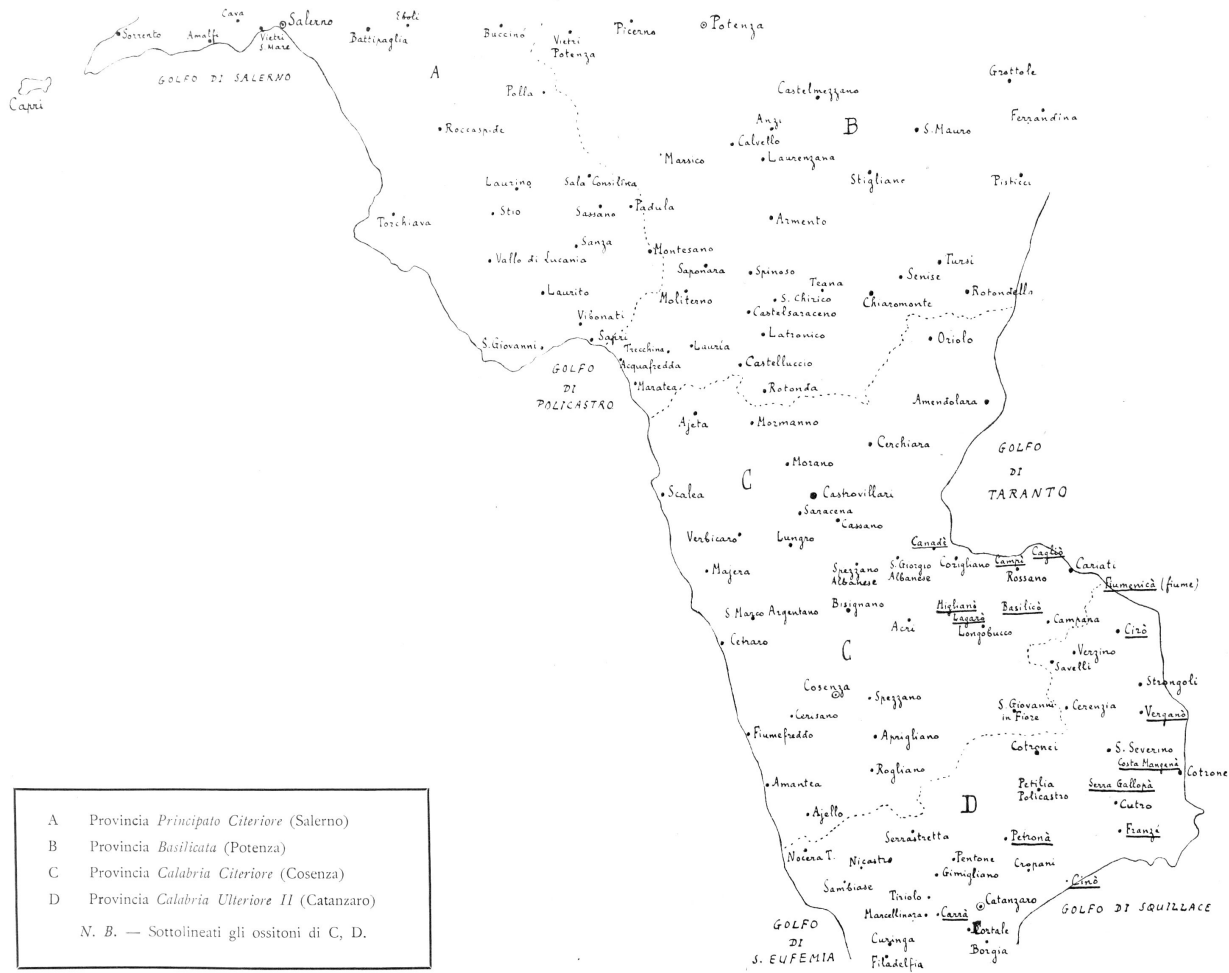 Sorrento
Amalfi
Cava
Vietri
S. Mare
Salerno
Battipaglia
Eboli
Buccino
Vietri
Potenza
Picerno
Potenza
GOLFO DI SALERNO
Capri
A
Polla
Castelmezzano
Grottole
Ferrandina
Roccaspide
Anzi
B
S. Mauro
Calvello
Marsico
Laurenzana
Laurino
Sala Consilina
Stigliane
Pisticci
Torchiava
Stio
Sassano
Padula
Armento
Sanza
Montesano
Vallo di Lucania
Saponara
Spinoso
Teana
Senise
Tursi
Laurito
Moliterno
S. Chirico
Chiaromonte
Rotondella
Castelsaraceno
Vibonati
S. Giovanni
Sapri
Trecchina
Lauria
Latronico
Oriolo
GOLFO
DI
POLICASTRO
Acquafredda
Castelluccio
Maratea
Rotonda
Amendolara
Ajeta
Mormanno
Cerchiara
GOLFO
DI
TARANTO
Morano
C
Scalea
Castrovillari
Saracena
Cassano
Verbicaro
Lungro
Canadì
Cagliò
Majera
Spezzano
Albanese
S. Giorgio
Albanese
Corigliano
Campì
Rossano
Cariati
Fiumenicà (fiume)
S. Marco Argentano
Bisignano
Miglianò
Basilicò
Acri
Lagarò
Longobucco
Campana
Cirò
Cetraro
C
Verzino
Savelli
Cosenza
Spezzano
Strongoli
Cerisano
S. Giovanni
in Fiore
Cerenzia
Verganò
Fiumefreddo
Aprigliano
Cotronei
S. Severino
Costa Mangenà
Cotrone
Rogliano
Amantea
Petilia
Policastro
Serra Gallopà
D
Cutro
Ajello
Serrastretta
Petronà
Franzé
Nocera T.
Nicastro
Pentone
Cropani
Gimigliano
Sambiase
Cinò
Tiriolo
Catanzaro
GOLFO DI SQUILLACE
Marcellinara
Carrà
GOLFO
DI
S. EUFEMIA
Curinga
Filadelfia
Cortale
Borgia
A Provincia Principato Citeriore (Salerno)
B Provincia Basilicata (Potenza)
C Provincia Calabria Citeriore (Cosenza)
D Provincia Calabria Ulteriore II (Catanzaro)
N. B. — Sottolineati gli ossitoni di C, D.